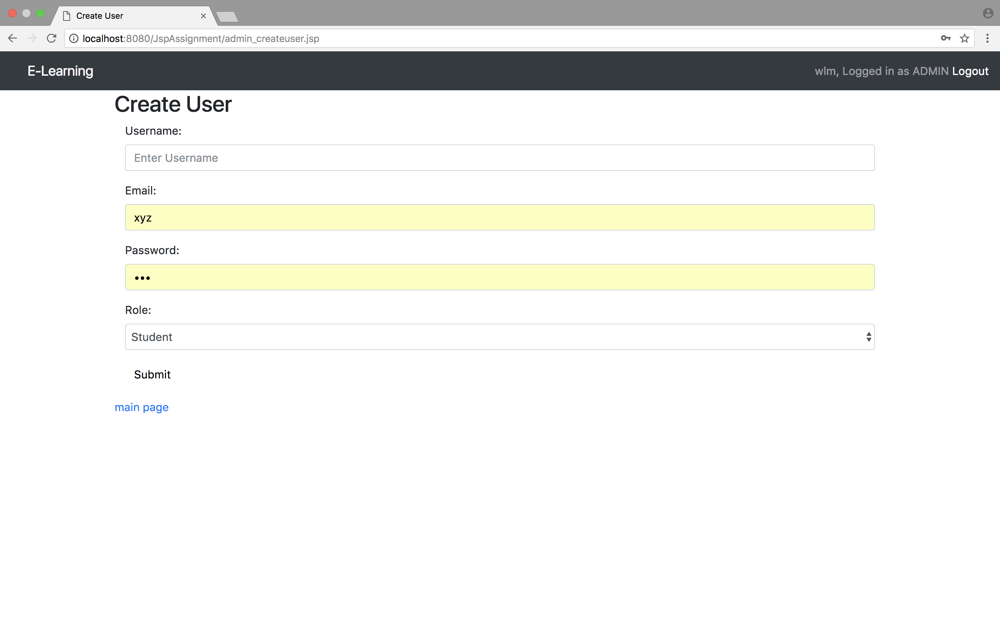 Create User
localhost:8080/JspAssignment/admin_createuser.jsp
E-Learning
wlm, Logged in as ADMIN Logout
Create User
Username:
Enter Username
Email:
xyz
Password:
•••
Role:
Student
Submit
main page